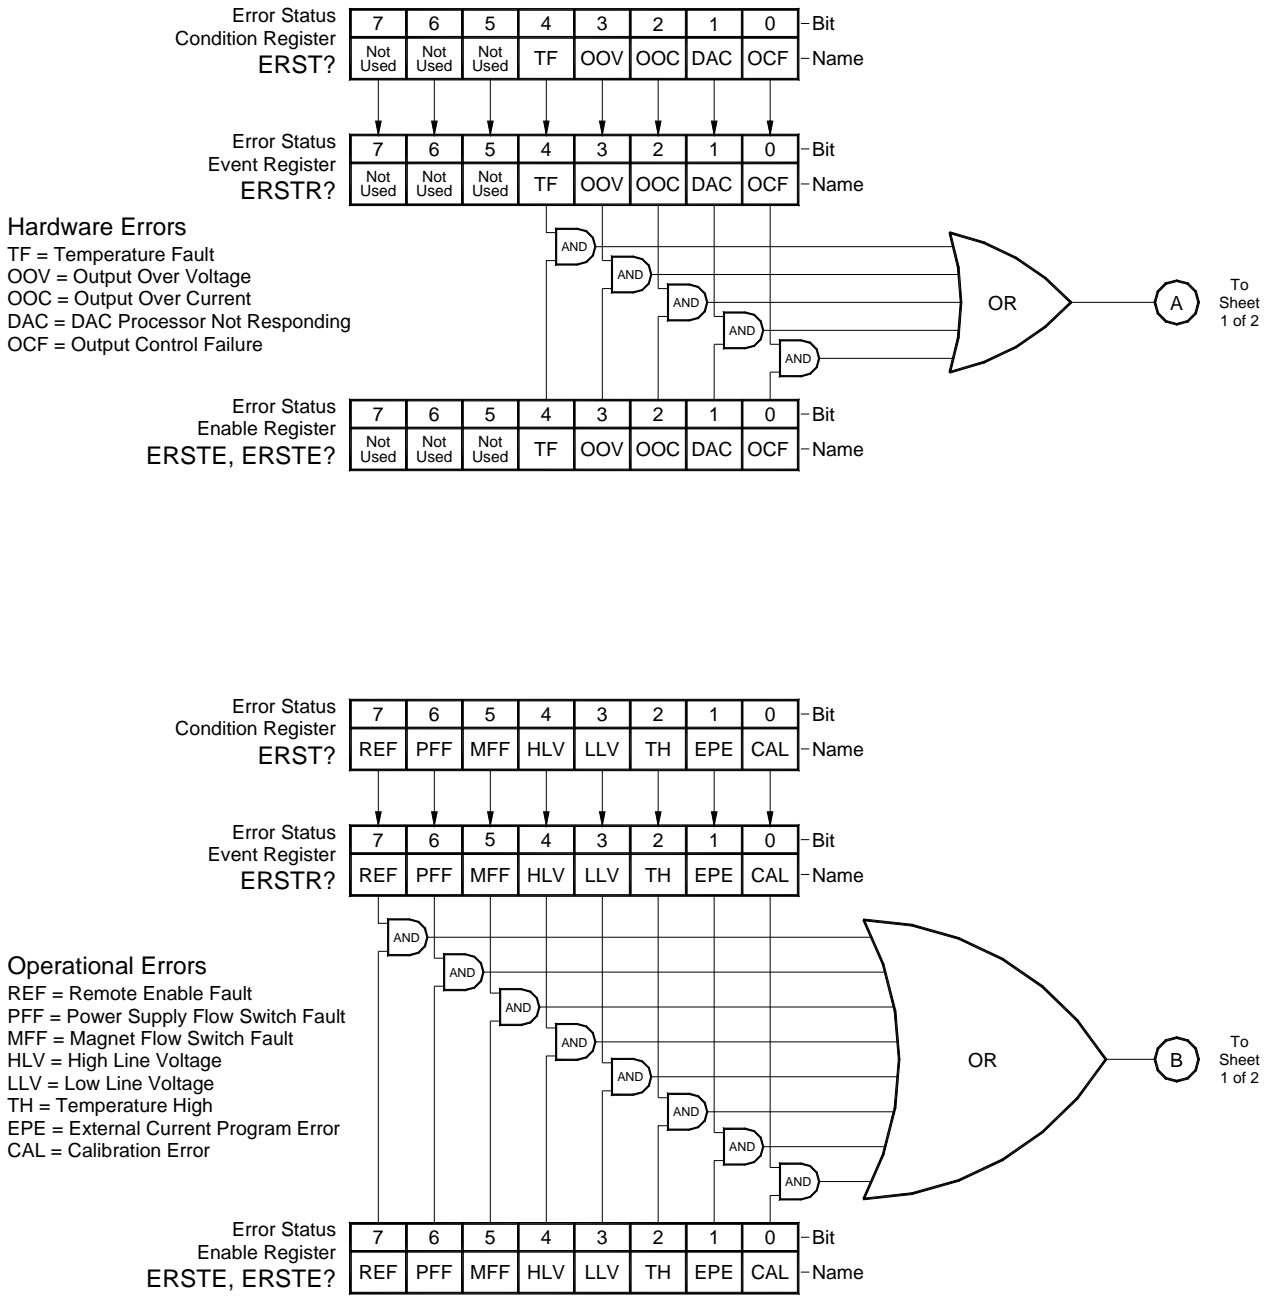 Error Status
Condition Register
ERST?
7 6 5 4 3 2 1 0 Bit
Not Used Not Used Not Used TF OOV OOC DAC OCF Name
Error Status
Event Register
ERSTR?
7 6 5 4 3 2 1 0 Bit
Not Used Not Used Not Used TF OOV OOC DAC OCF Name
Hardware Errors
TF = Temperature Fault
OOV = Output Over Voltage
OOC = Output Over Current
DAC = DAC Processor Not Responding
OCF = Output Control Failure
AND
AND
AND
AND
AND
OR
A
To
Sheet
1 of 2
Error Status
Enable Register
ERSTE, ERSTE?
7 6 5 4 3 2 1 0 Bit
Not Used Not Used Not Used TF OOV OOC DAC OCF Name
Error Status
Condition Register
ERST?
7 6 5 4 3 2 1 0 Bit
REF PFF MFF HLV LLV TH EPE CAL Name
Error Status
Event Register
ERSTR?
7 6 5 4 3 2 1 0 Bit
REF PFF MFF HLV LLV TH EPE CAL Name
Operational Errors
REF = Remote Enable Fault
PFF = Power Supply Flow Switch Fault
MFF = Magnet Flow Switch Fault
HLV = High Line Voltage
LLV = Low Line Voltage
TH = Temperature High
EPE = External Current Program Error
CAL = Calibration Error
AND
AND
AND
AND
AND
AND
AND
AND
OR
B
To
Sheet
1 of 2
Error Status
Enable Register
ERSTE, ERSTE?
7 6 5 4 3 2 1 0 Bit
REF PFF MFF HLV LLV TH EPE CAL Name